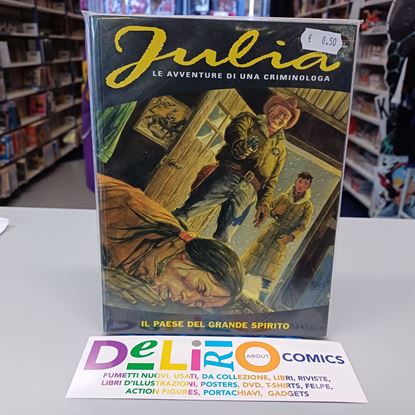 € 6.50
Julia
LE AVVENTURE DI UNA CRIMINOLOGA
IL PAESE DEL GRANDE SPIRITO
DeLiRiO ABOUT COMICS
FUMETTI NUOVI, USATI, DA COLLEZIONE, LIBRI, RIVISTE,
LIBRI D'ILLUSTRAZIONI, POSTERS, DVD, T-SHIRTS, FELPE,
ACTION FIGURES, PORTACHIAVI, GADGETS